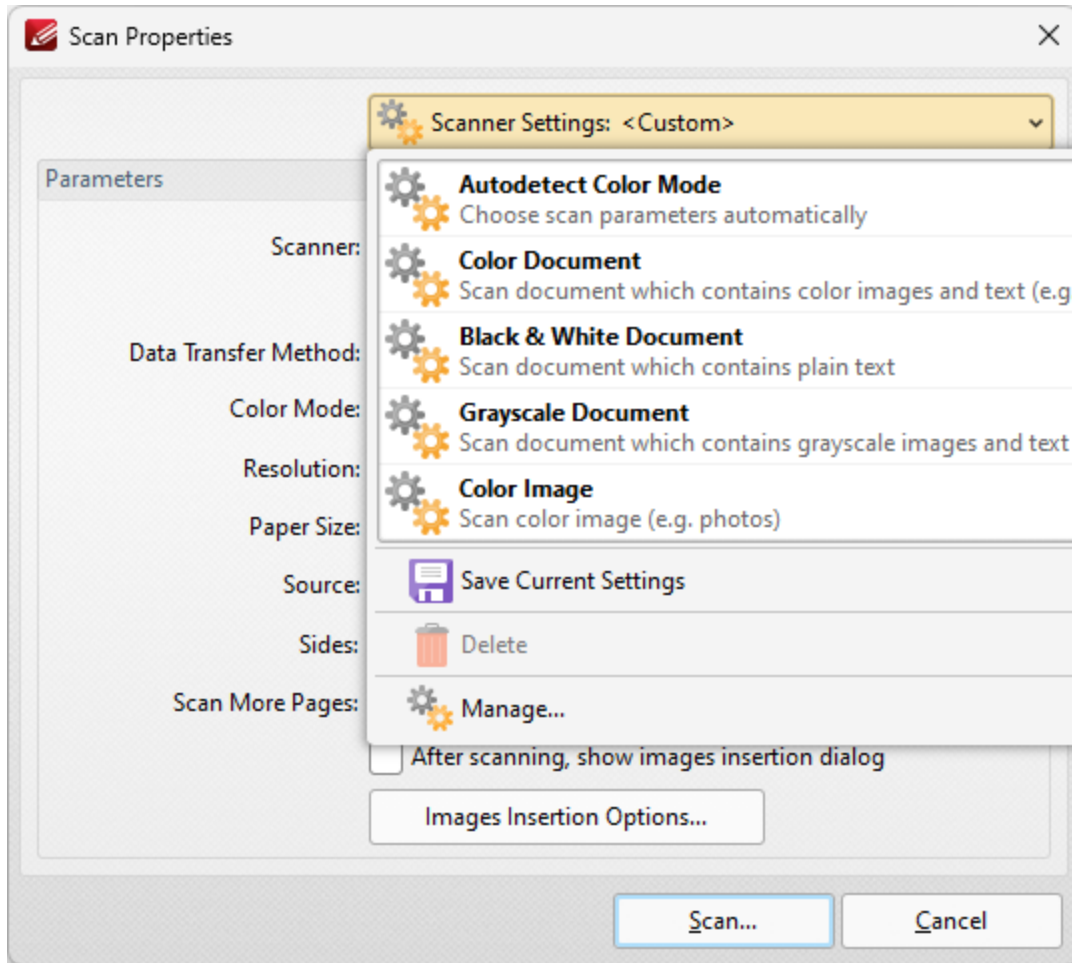 Scan Properties
Scanner Settings: <Custom>
Parameters
Autodetect Color Mode
Choose scan parameters automatically
Scanner:
Color Document
Scan document which contains color images and text (e.g
Black & White Document
Data Transfer Method:
Scan document which contains plain text
Color Mode:
Grayscale Document
Scan document which contains grayscale images and text
Resolution:
Color Image
Scan color image (e.g. photos)
Paper Size:
Source:
Save Current Settings
Sides:
Delete
Scan More Pages:
Manage...
After scanning, show images insertion dialog
Images Insertion Options...
Scan...
Cancel